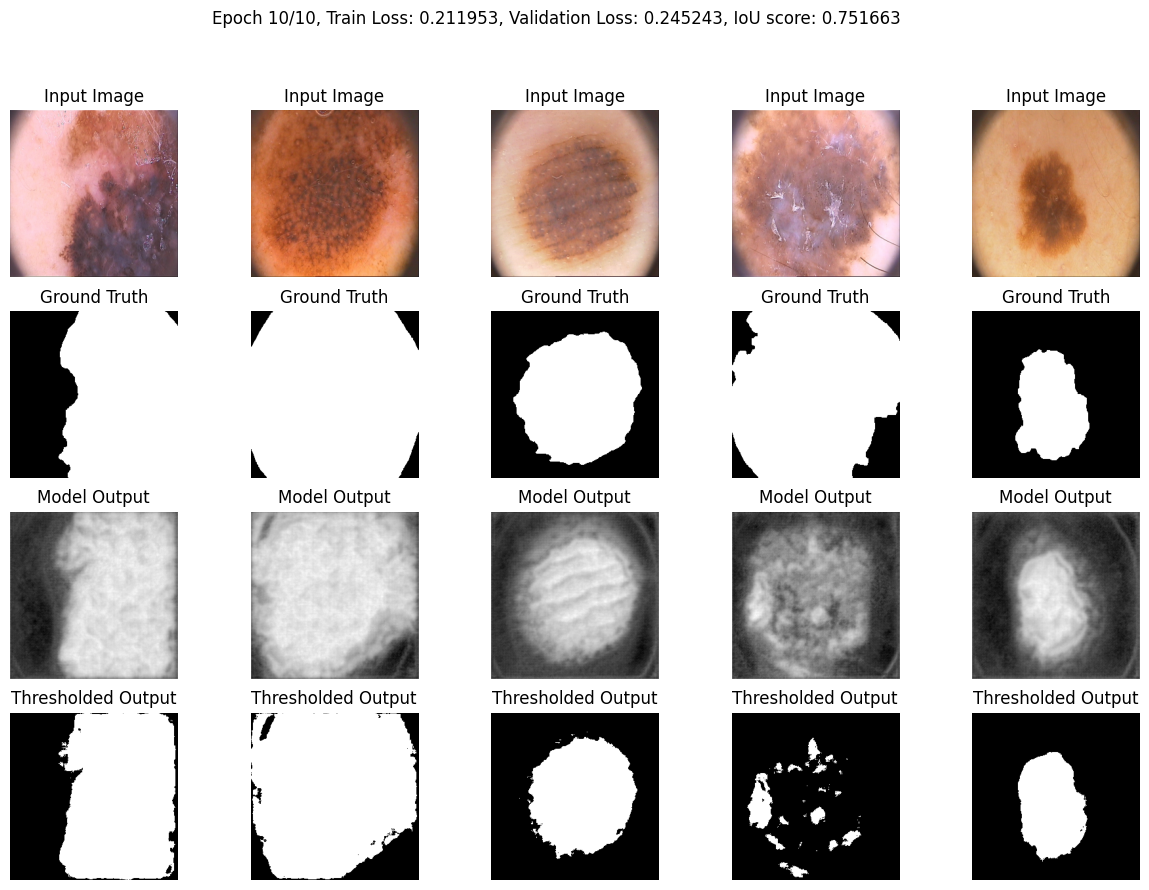 Epoch 10/10, Train Loss: 0.211953, Validation Loss: 0.245243, IoU score: 0.751663
Input Image Input Image Input Image Input Image Input Image
Ground Truth Ground Truth Ground Truth Ground Truth Ground Truth
Model Output Model Output Model Output Model Output Model Output
Thresholded Output Thresholded Output Thresholded Output Thresholded Output Thresholded Output